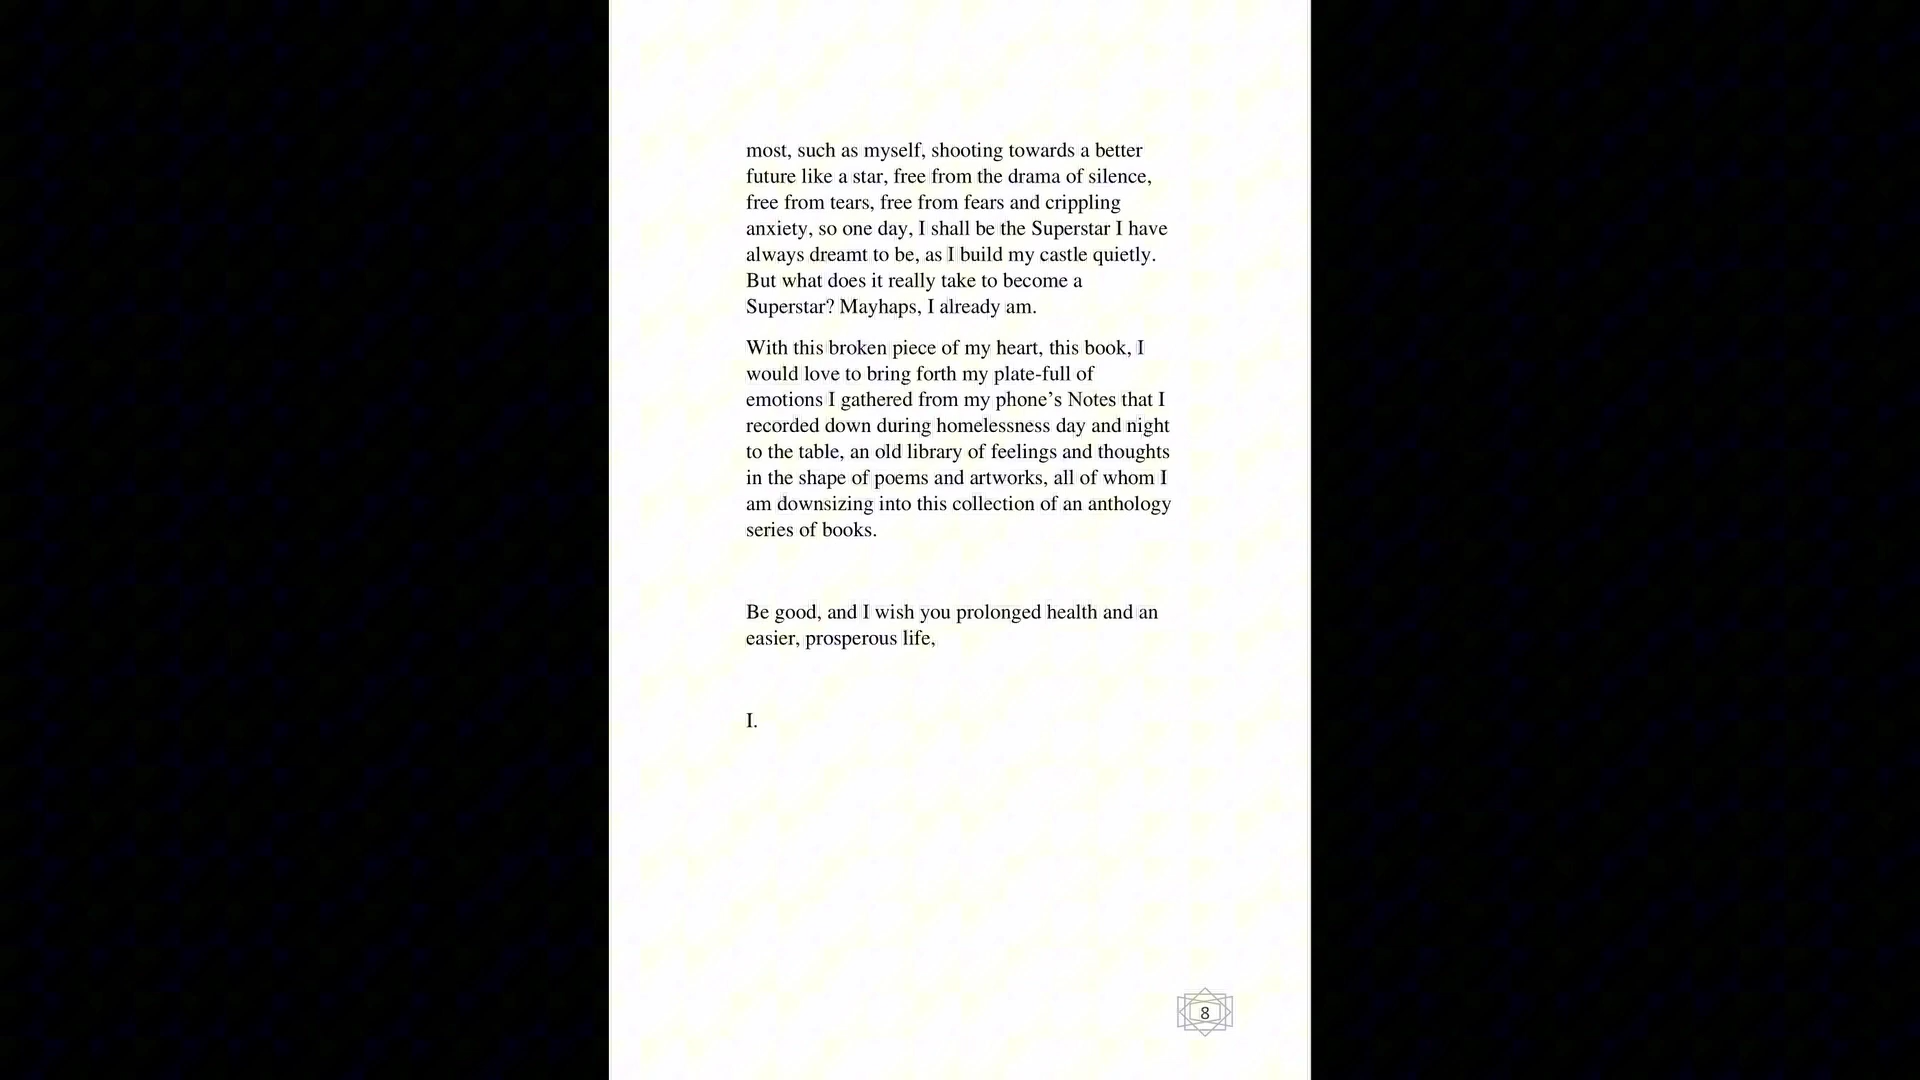 most, such as myself, shooting towards a better
future like a star, free from the drama of silence,
free from tears, free from fears and crippling
anxiety, so one day, I shall be the Superstar I have
always dreamt to be, as I build my castle quietly.
But what does it really take to become a
Superstar? Mayhaps, I already am.
With this broken piece of my heart, this book, I
would love to bring forth my plate-full of
emotions I gathered from my phone’s Notes that I
recorded down during homelessness day and night
to the table, an old library of feelings and thoughts
in the shape of poems and artworks, all of whom I
am downsizing into this collection of an anthology
series of books.
Be good, and I wish you prolonged health and an
easier, prosperous life,
I.
8